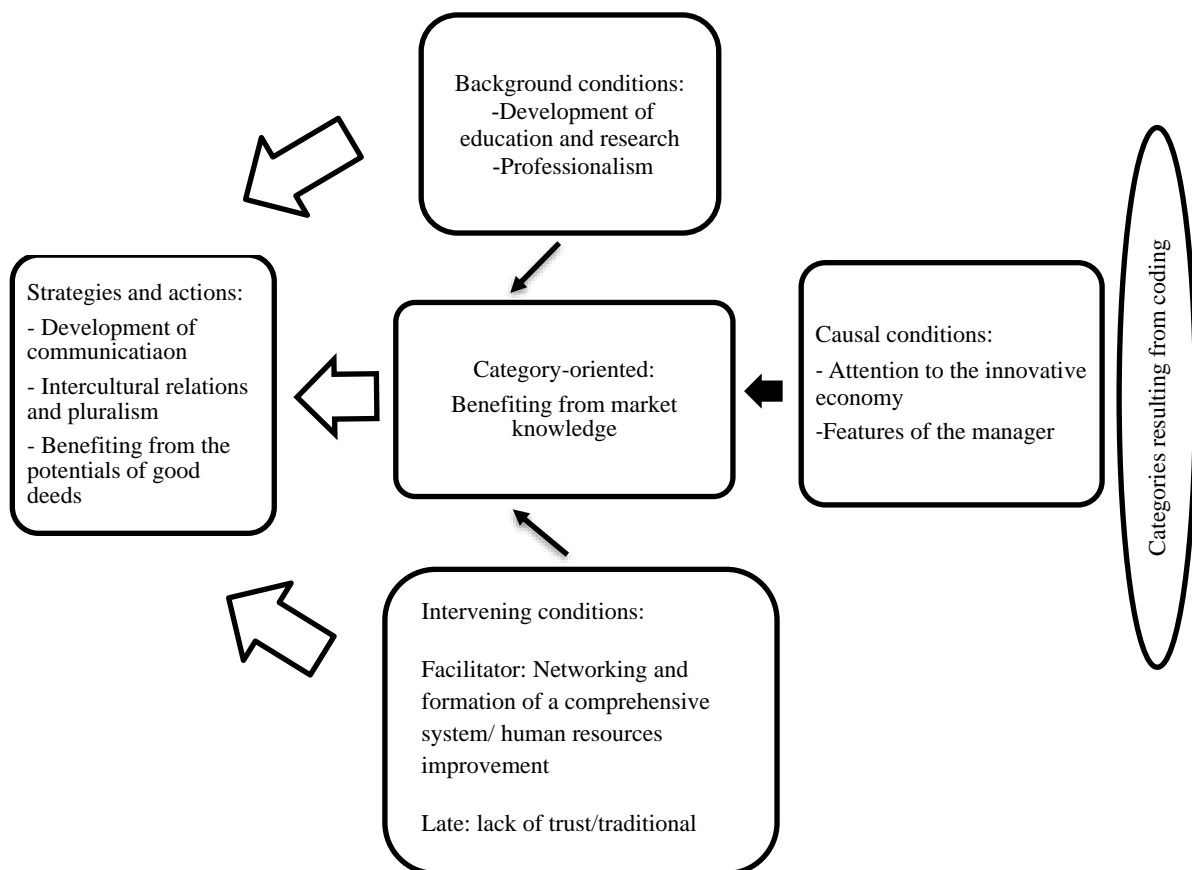 Background conditions:
-Development of
education and research
-Professionalism
Strategies and actions:
- Development of
communicatiaon
- Intercultural relations
and pluralism
- Benefiting from the
potentials of good
deeds
Category-oriented:
Benefiting from market
knowledge
Causal conditions:
- Attention to the innovative
economy
-Features of the manager
Categories resulting from coding
Intervening conditions:
Facilitator: Networking and
formation of a comprehensive
system/ human resources
improvement
Late: lack of trust/traditional